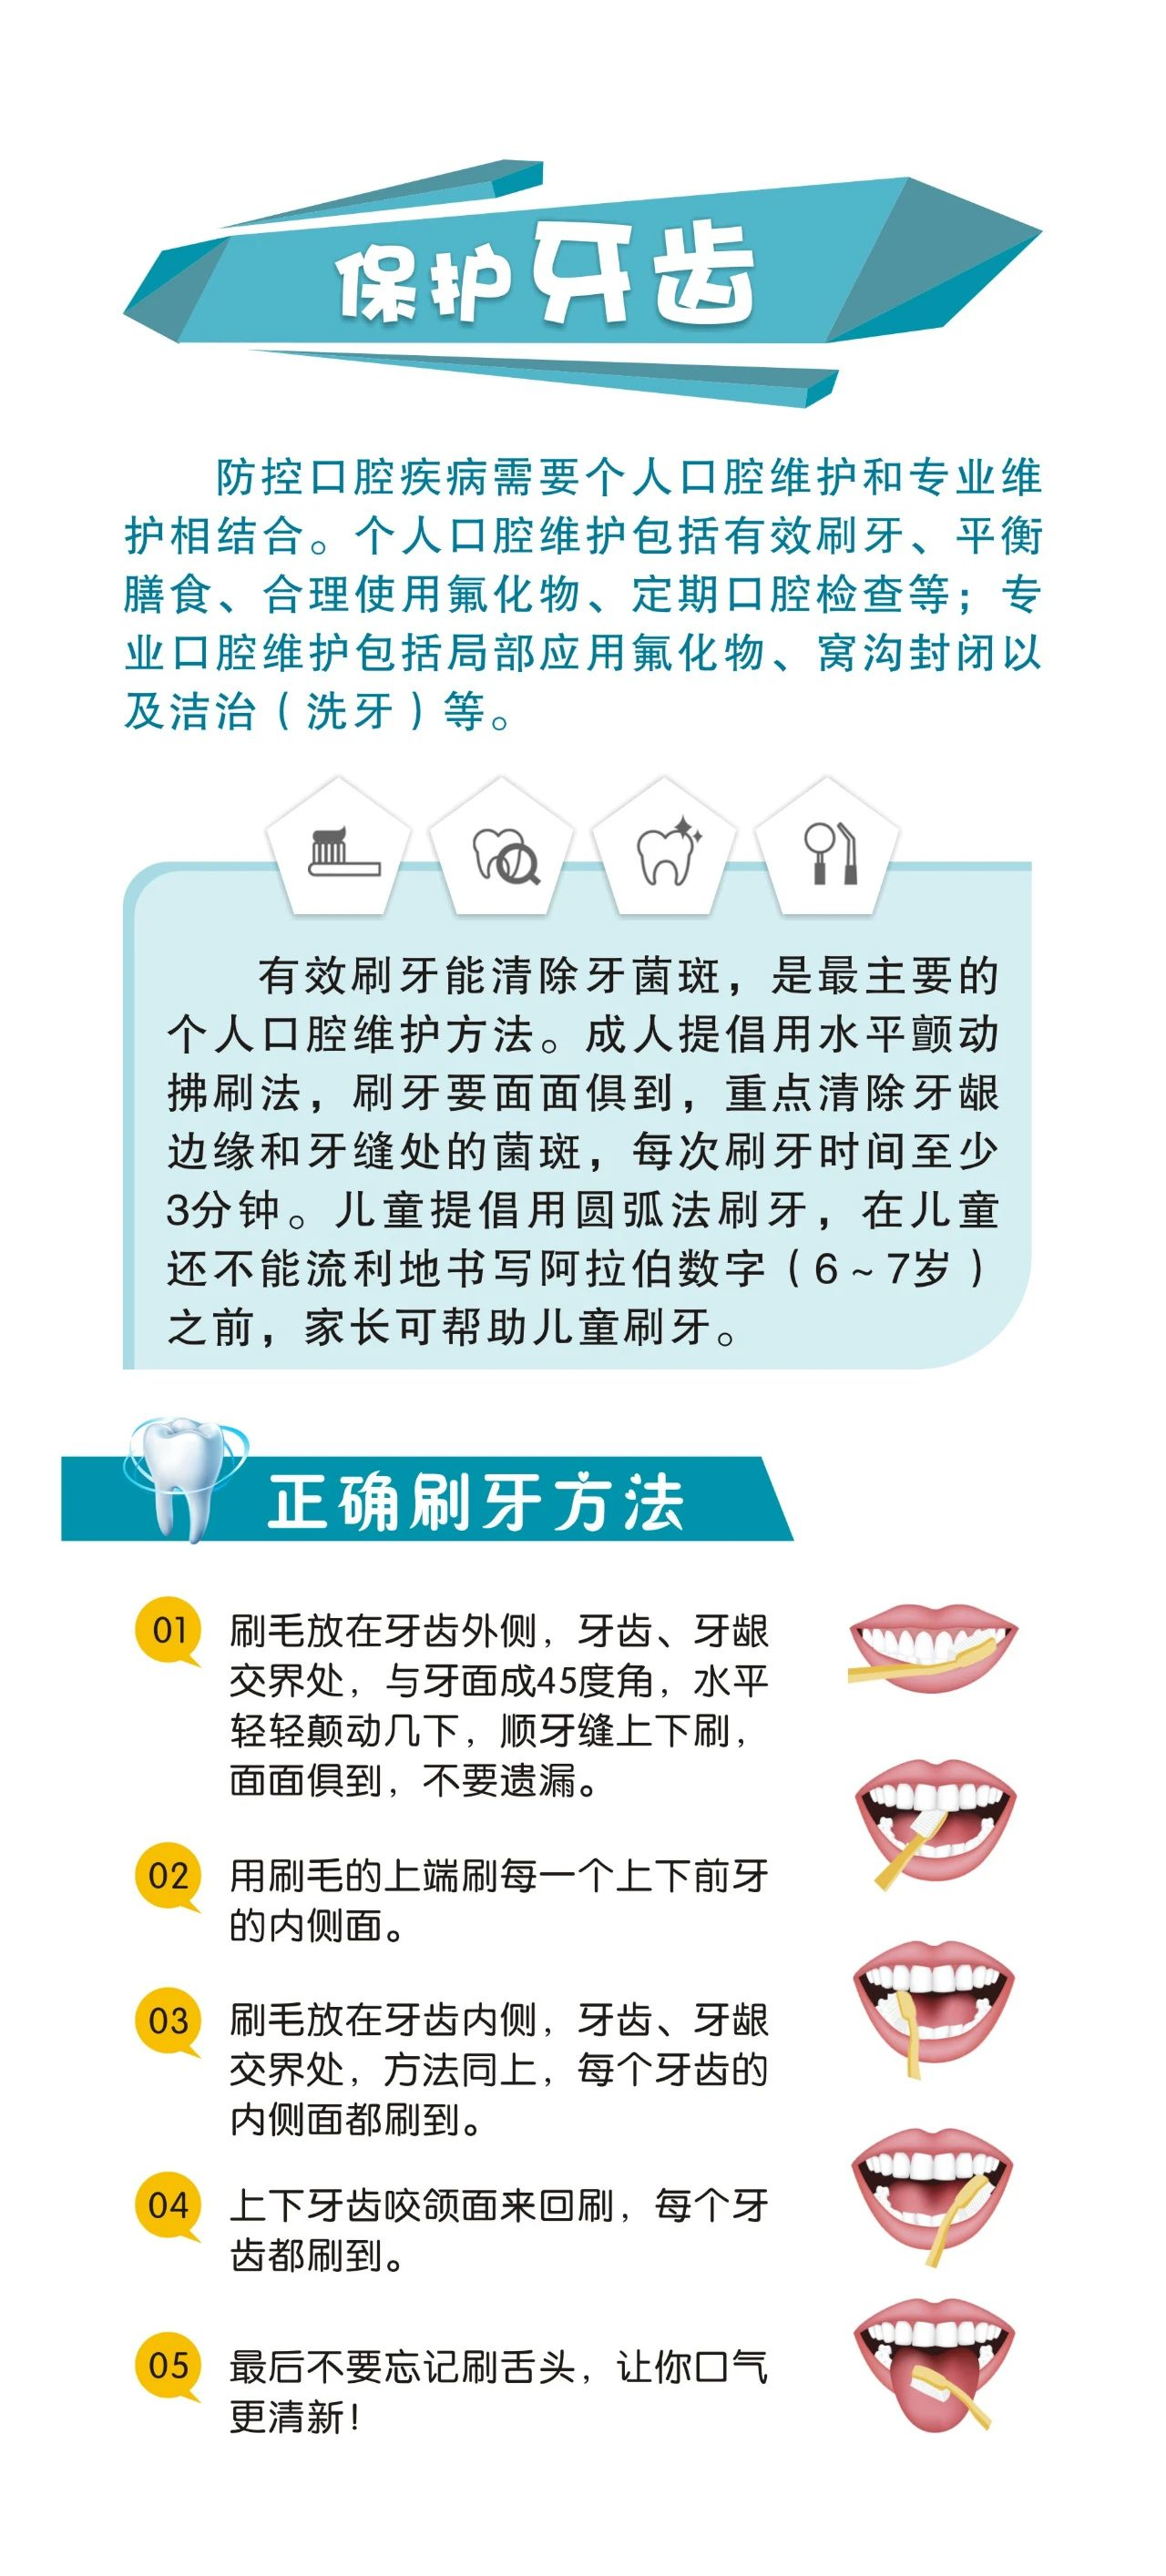 保护牙齿
防控口腔疾病需要个人口腔维护和专业维
护相结合。个人口腔维护包括有效刷牙、平衡
膳食、合理使用氟化物、定期口腔检查等；专
业口腔维护包括局部应用氟化物、窝沟封闭以
及洁治（洗牙）等。
有效刷牙能清除牙菌斑，是最主要的
个人口腔维护方法。成人提倡用水平颤动
拂刷法，刷牙要面面俱到，重点清除牙龈
边缘和牙缝处的菌斑，每次刷牙时间至少
3分钟。儿童提倡用圆弧法刷牙，在儿童
还不能流利地书写阿拉伯数字（6～7岁）
之前，家长可帮助儿童刷牙。
正确刷牙方法
01 刷毛放在牙齿外侧，牙齿、牙龈
交界处，与牙面成45度角，水平
轻轻颠动几下，顺牙缝上下刷，
面面俱到，不要遗漏。
02 用刷毛的上端刷每一个上下前牙
的内侧面。
03 刷毛放在牙齿内侧，牙齿、牙龈
交界处，方法同上，每个牙齿的
内侧面都刷到。
04 上下牙齿咬颌面来回刷，每个牙
齿都刷到。
05 最后不要忘记刷舌头，让你口气
更清新！